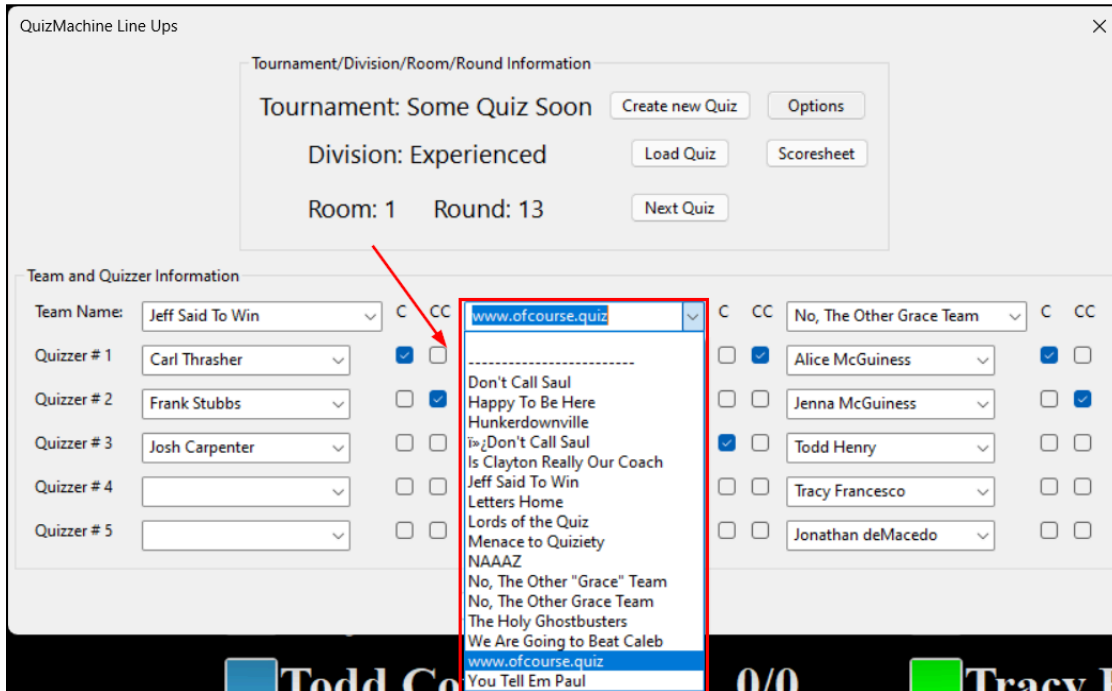 QuizMachine Line Ups
Tournament/Division/Room/Round Information
Tournament: Some Quiz Soon Create new Quiz Options
Division: Experienced Load Quiz Scoresheet
Room: 1 Round: 13 Next Quiz
Team and Quizzer Information
Team Name: Jeff Said To Win C CC www.ofcourse.quiz C CC No, The Other Grace Team C CC
Quizzer # 1 Carl Thrasher Alice McGuiness
Quizzer # 2 Frank Stubbs Jenna McGuiness
Quizzer # 3 Josh Carpenter Todd Henry
Quizzer # 4 Tracy Francesco
Quizzer # 5 Jonathan deMacedo
-------------------------
Don't Call Saul
Happy To Be Here
Hunkerdownville
ï»¿Don't Call Saul
Is Clayton Really Our Coach
Jeff Said To Win
Letters Home
Lords of the Quiz
Menace to Quiziety
NAAAZ
No, The Other "Grace" Team
No, The Other Grace Team
The Holy Ghostbusters
We Are Going to Beat Caleb
www.ofcourse.quiz
You Tell Em Paul
Todd 0/0 Tracy